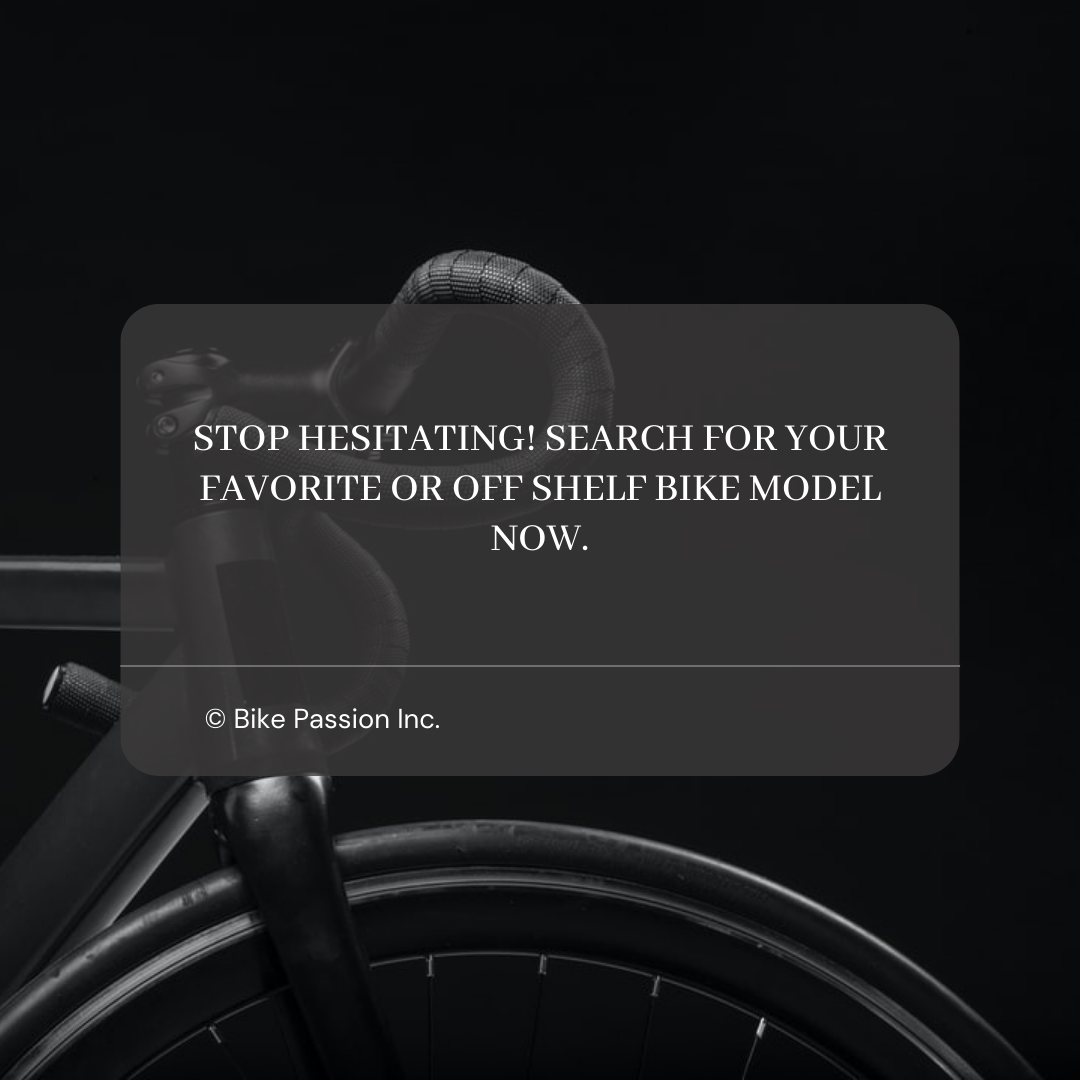 STOP HESITATING! SEARCH FOR YOUR
FAVORITE OR OFF SHELF BIKE MODEL
NOW.
© Bike Passion Inc.